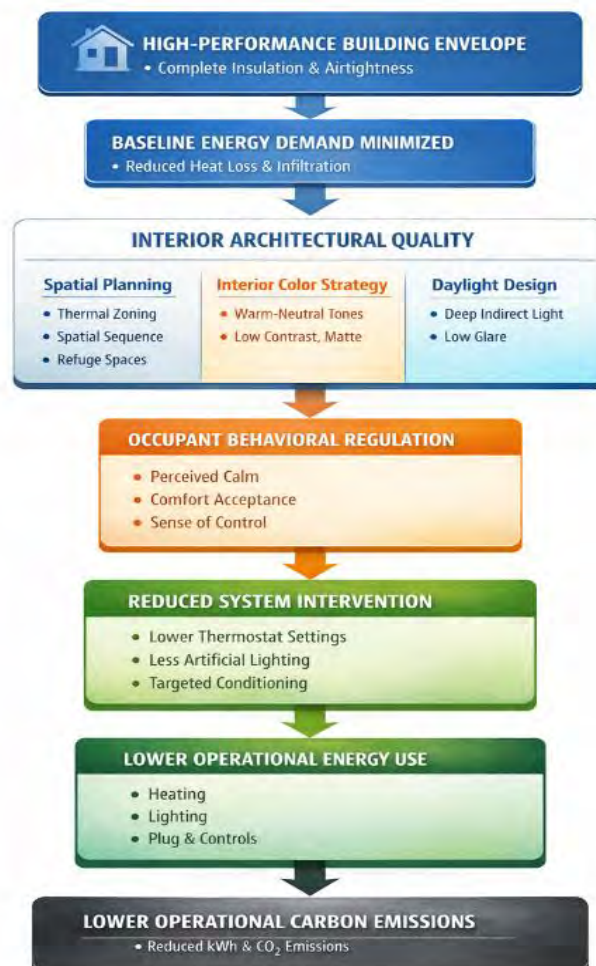 HIGH-PERFORMANCE BUILDING ENVELOPE
• Complete Insulation & Airtightness
BASELINE ENERGY DEMAND MINIMIZED
• Reduced Heat Loss & Infiltration
INTERIOR ARCHITECTURAL QUALITY
Spatial Planning
• Thermal Zoning
• Spatial Sequence
• Refuge Spaces
Interior Color Strategy
• Warm-Neutral Tones
• Low Contrast, Matte
Daylight Design
• Deep Indirect Light
• Low Glare
OCCUPANT BEHAVIORAL REGULATION
• Perceived Calm
• Comfort Acceptance
• Sense of Control
REDUCED SYSTEM INTERVENTION
• Lower Thermostat Settings
• Less Artificial Lighting
• Targeted Conditioning
LOWER OPERATIONAL ENERGY USE
• Heating
• Lighting
• Plug & Controls
LOWER OPERATIONAL CARBON EMISSIONS
• Reduced kWh & CO₂ Emissions